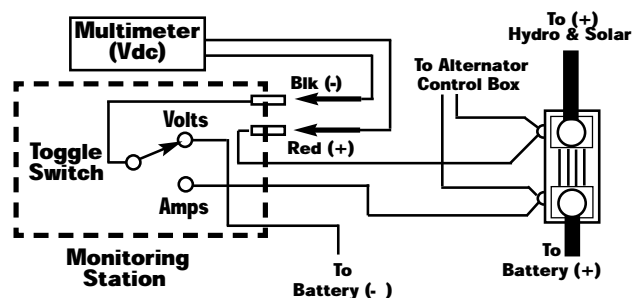 Multimeter
(Vdc)
To (+)
Hydro & Solar
To Alternator
Control Box
Blk (-)
Volts
Red (+)
Toggle
Switch
Amps
Monitoring
Station
To
Battery (- )
To
Battery (+)